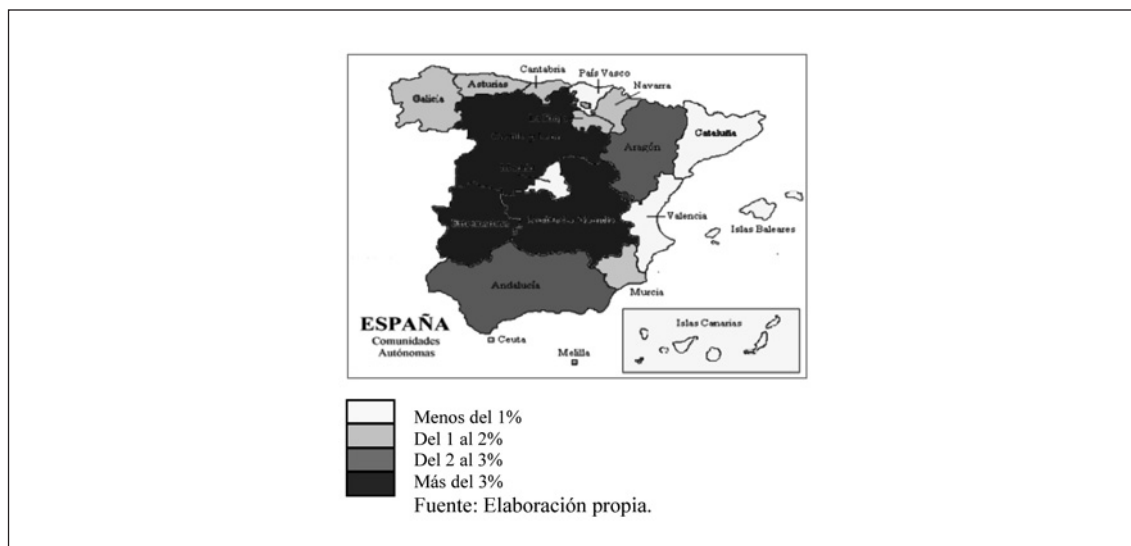 Cantabria
País Vasco
Asturias
Navarra
Galicia
Cataluña
Aragón
Valencia
Islas Baleares
Andalucía
Murcia
ESPAÑA
Comunidades
Autónomas
Ceuta
Melilla
Islas Canarias
Menos del 1%
Del 1 al 2%
Del 2 al 3%
Más del 3%
Fuente: Elaboración propia.